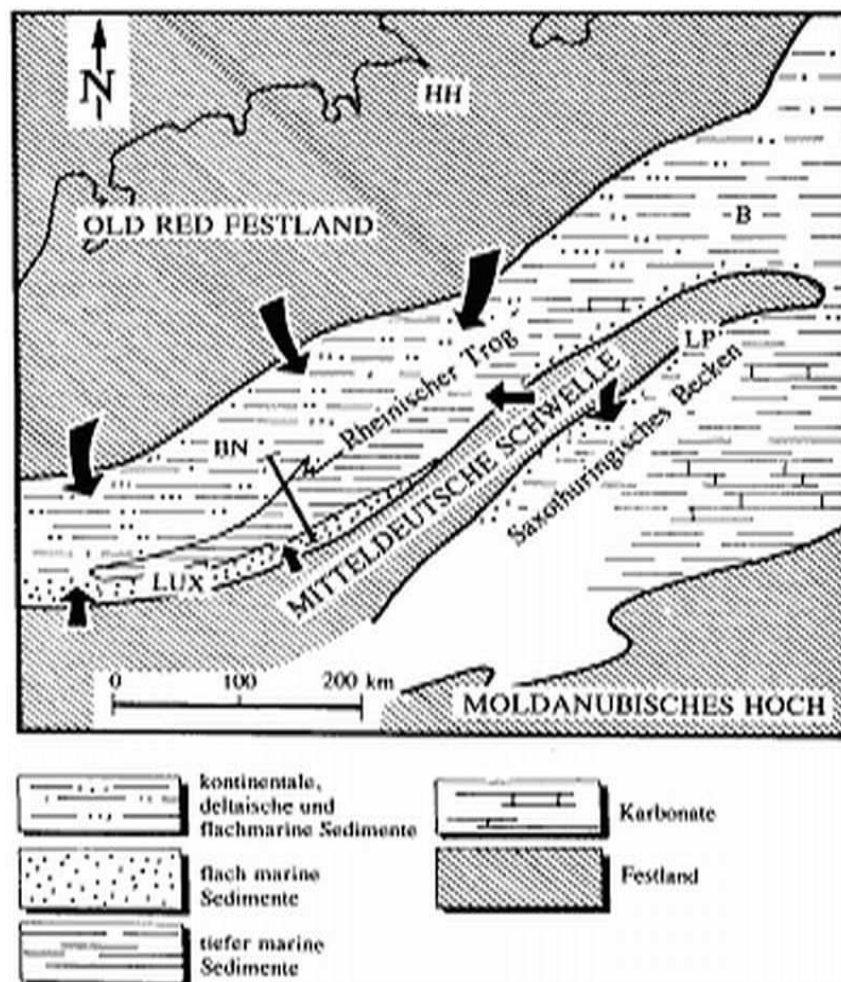 N
HH
OLD RED FESTLAND
B
Rheinischer Trog
LP
BN
MITTELDEUTSCHE SCHWELLE
Saxothuringisches Becken
LUX
0 100 200 km
MOLDANUBISCHES HOCH
kontinentale,
deltaische und
flachmarine Sedimente
Karbonate
flach marine
Sedimente
Festland
tiefer marine
Sedimente